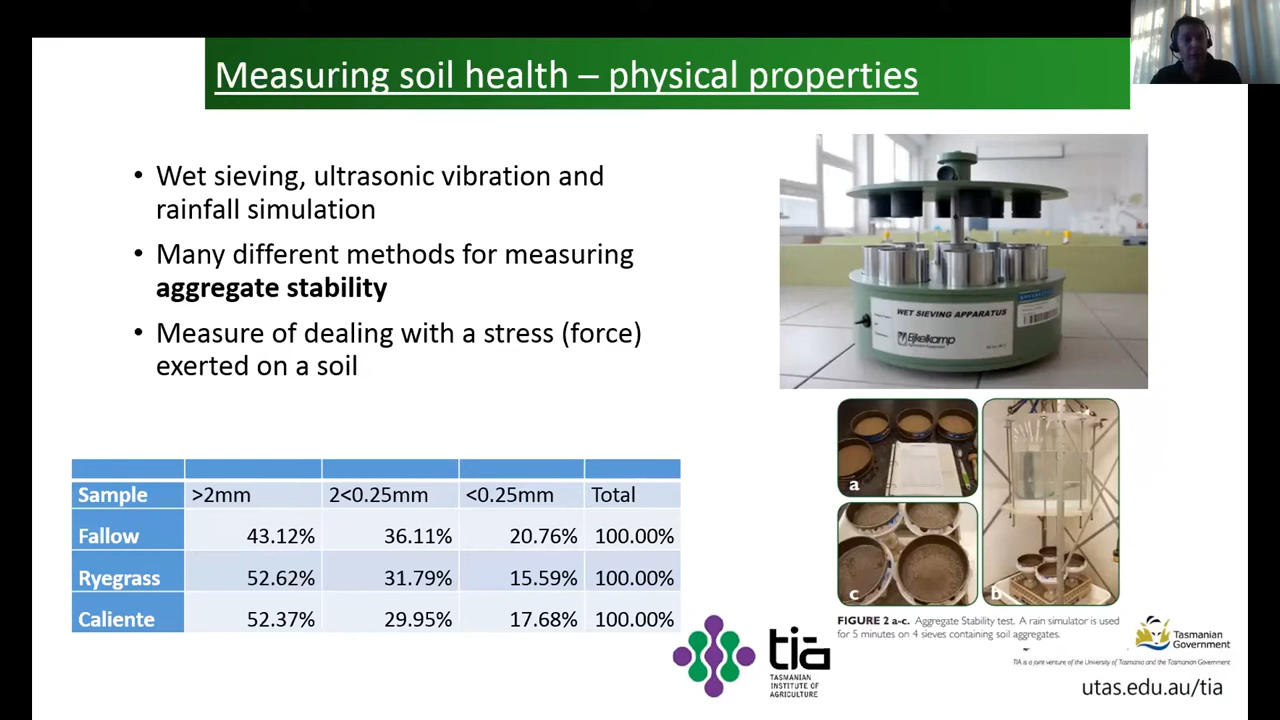 Measuring soil health – physical properties
• Wet sieving, ultrasonic vibration and
rainfall simulation
• Many different methods for measuring
aggregate stability
• Measure of dealing with a stress (force)
exerted on a soil
WET SIEVING APPARATUS
Eijkelkamp
Sample >2mm 2<0.25mm <0.25mm Total
Fallow 43.12% 36.11% 20.76% 100.00%
Ryegrass 52.62% 31.79% 15.59% 100.00%
Caliente 52.37% 29.95% 17.68% 100.00%
a
c
b
FIGURE 2 a-c. Aggregate Stability test. A rain simulator is used
for 5 minutes on 4 sieves containing soil aggregates.
tia
TASMANIAN
INSTITUTE OF
AGRICULTURE
Tasmanian
Government
TIA is a joint venture of the University of Tasmania and the Tasmanian Government
utas.edu.au/tia